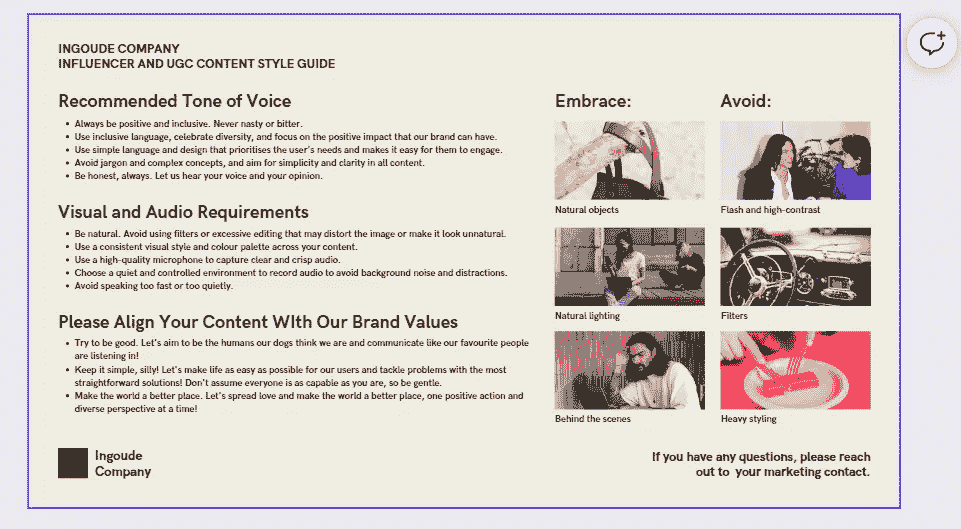 INGOUDE COMPANY
INFLUENCER AND UGC CONTENT STYLE GUIDE
Recommended Tone of Voice
• Always be positive and inclusive. Never nasty or bitter.
• Use inclusive language, celebrate diversity, and focus on the positive impact that our brand can have.
• Use simple language and design that prioritises the user's needs and makes it easy for them to engage.
• Avoid jargon and complex concepts, and aim for simplicity and clarity in all content.
• Be honest, always. Let us hear your voice and your opinion.
Visual and Audio Requirements
• Be natural. Avoid using filters or excessive editing that may distort the image or make it look unnatural.
• Use a consistent visual style and colour palette across your content.
• Use a high-quality microphone to capture clear and crisp audio.
• Choose a quiet and controlled environment to record audio to avoid background noise and distractions.
• Avoid speaking too fast or too quietly.
Please Align Your Content WIth Our Brand Values
• Try to be good. Let's aim to be the humans our dogs think we are and communicate like our favourite people
are listening in!
• Keep it simple, silly! Let's make life as easy as possible for our users and tackle problems with the most
straightforward solutions! Don't assume everyone is as capable as you are, so be gentle.
• Make the world a better place. Let's spread love and make the world a better place, one positive action and
diverse perspective at a time!
Embrace:
Natural objects
Natural lighting
Behind the scenes
Avoid:
Flash and high-contrast
Filters
Heavy styling
Ingoude
Company
If you have any questions, please reach
out to your marketing contact.